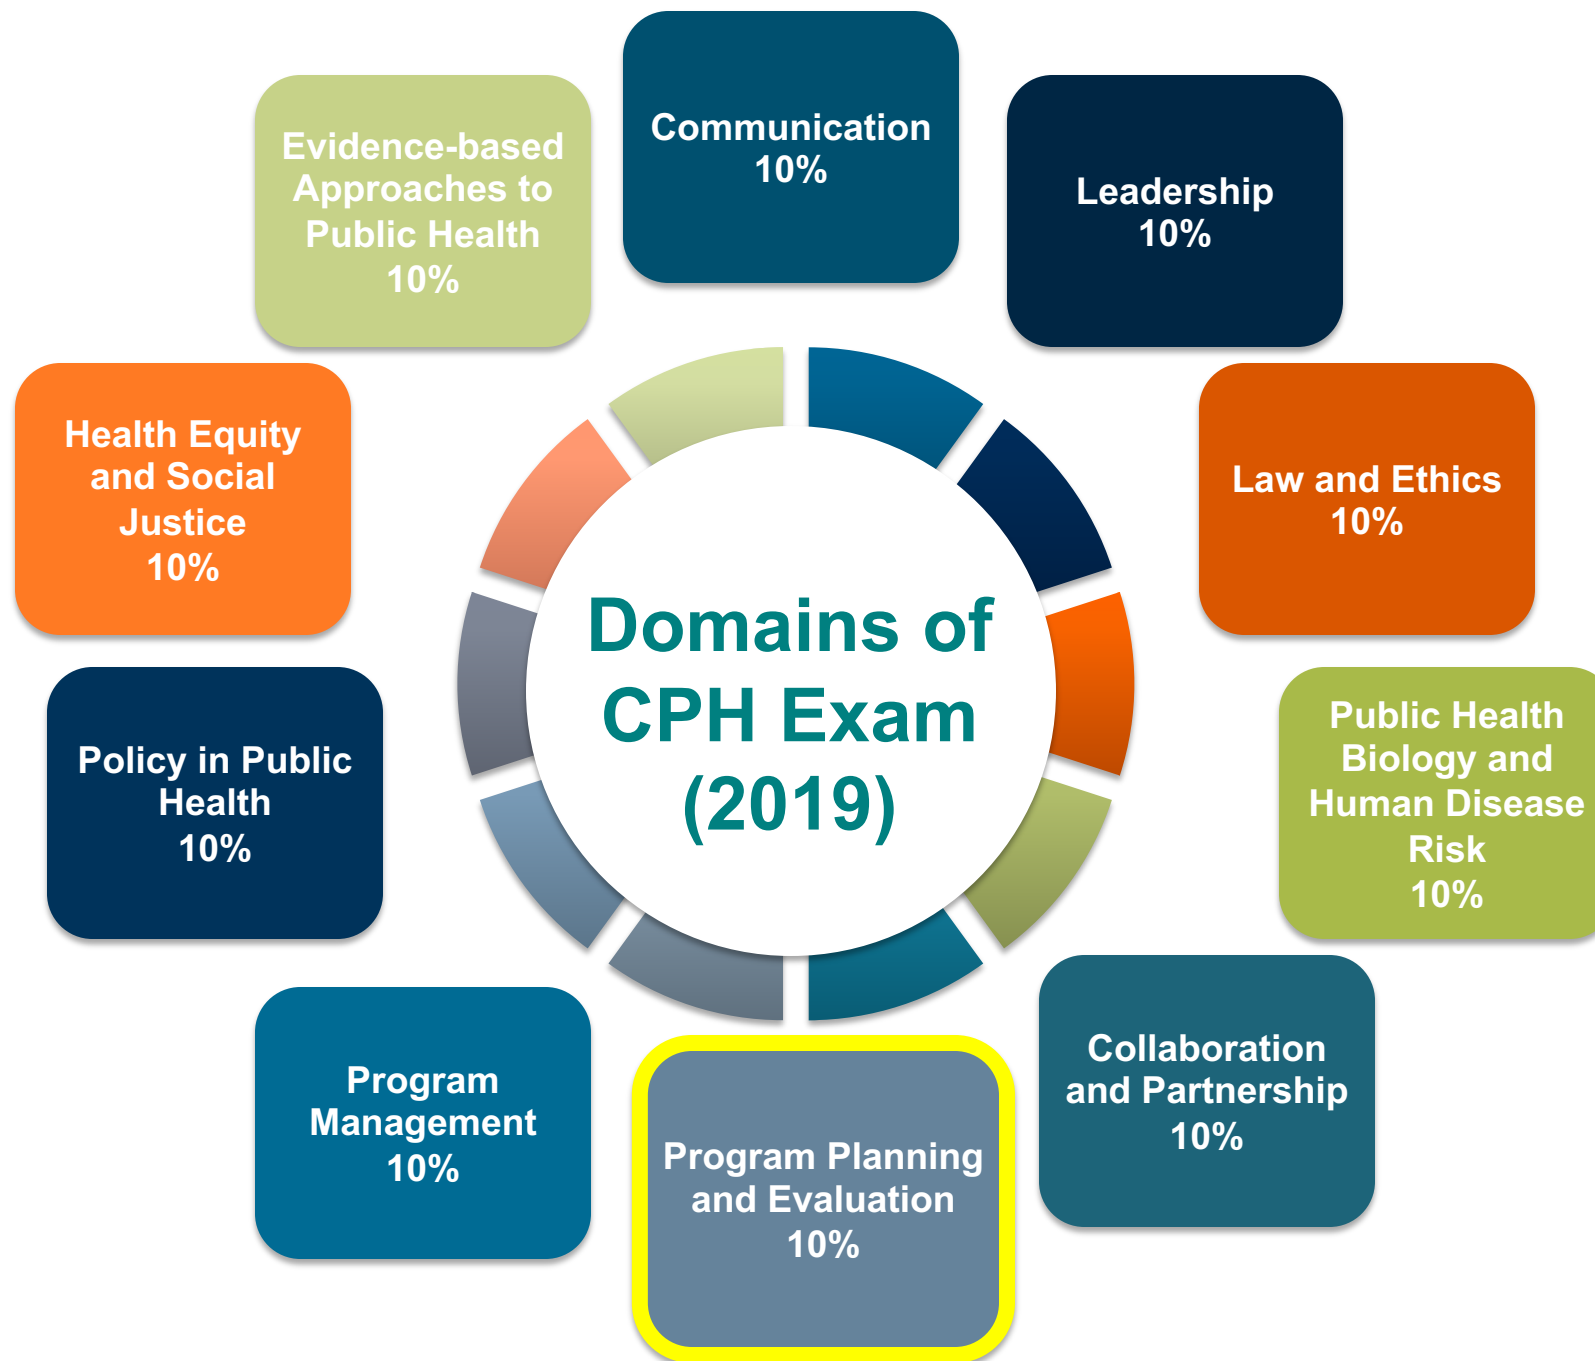 Communication
10%
Leadership
10%
Law and Ethics
10%
Public Health
Biology and
Human Disease
Risk
10%
Collaboration
and Partnership
10%
Program Planning
and Evaluation
10%
Program
Management
10%
Policy in Public
Health
10%
Health Equity
and Social
Justice
10%
Evidence-based
Approaches to
Public Health
10%
Domains of
CPH Exam
(2019)